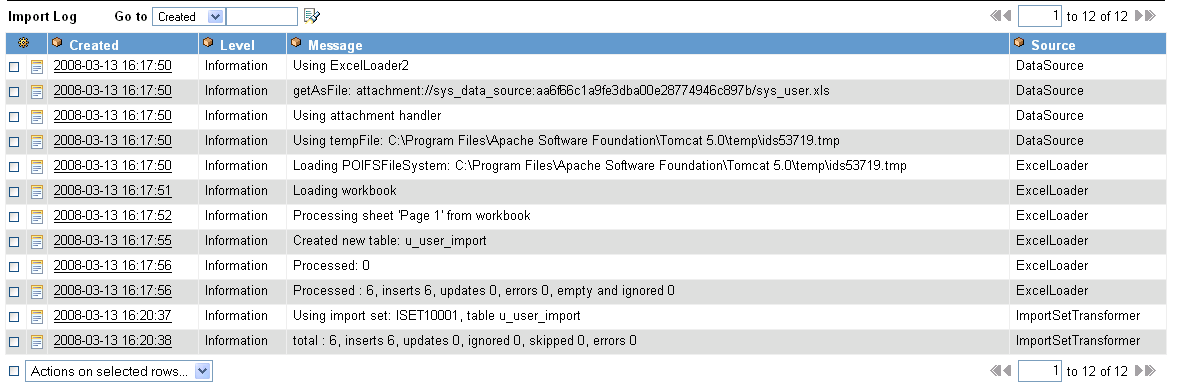 Import Log Go to Created 1 to 12 of 12
Created Level Message Source
2008-03-13 16:17:50 Information Using ExcelLoader2 DataSource
2008-03-13 16:17:50 Information getAsFile: attachment://sys_data_source:aa6f66c1a9fe3dba00e28774946c897b/sys_user.xls DataSource
2008-03-13 16:17:50 Information Using attachment handler DataSource
2008-03-13 16:17:50 Information Using tempFile: C:\Program Files\Apache Software Foundation\Tomcat 5.0\temp\ids53719.tmp DataSource
2008-03-13 16:17:50 Information Loading POIFSFileSystem: C:\Program Files\Apache Software Foundation\Tomcat 5.0\temp\ids53719.tmp ExcelLoader
2008-03-13 16:17:51 Information Loading workbook ExcelLoader
2008-03-13 16:17:52 Information Processing sheet 'Page 1' from workbook ExcelLoader
2008-03-13 16:17:55 Information Created new table: u_user_import ExcelLoader
2008-03-13 16:17:56 Information Processed: 0 ExcelLoader
2008-03-13 16:17:56 Information Processed : 6, inserts 6, updates 0, errors 0, empty and ignored 0 ExcelLoader
2008-03-13 16:20:37 Information Using import set: ISET10001, table u_user_import ImportSetTransformer
2008-03-13 16:20:38 Information total : 6, inserts 6, updates 0, ignored 0, skipped 0, errors 0 ImportSetTransformer
Actions on selected rows... 1 to 12 of 12